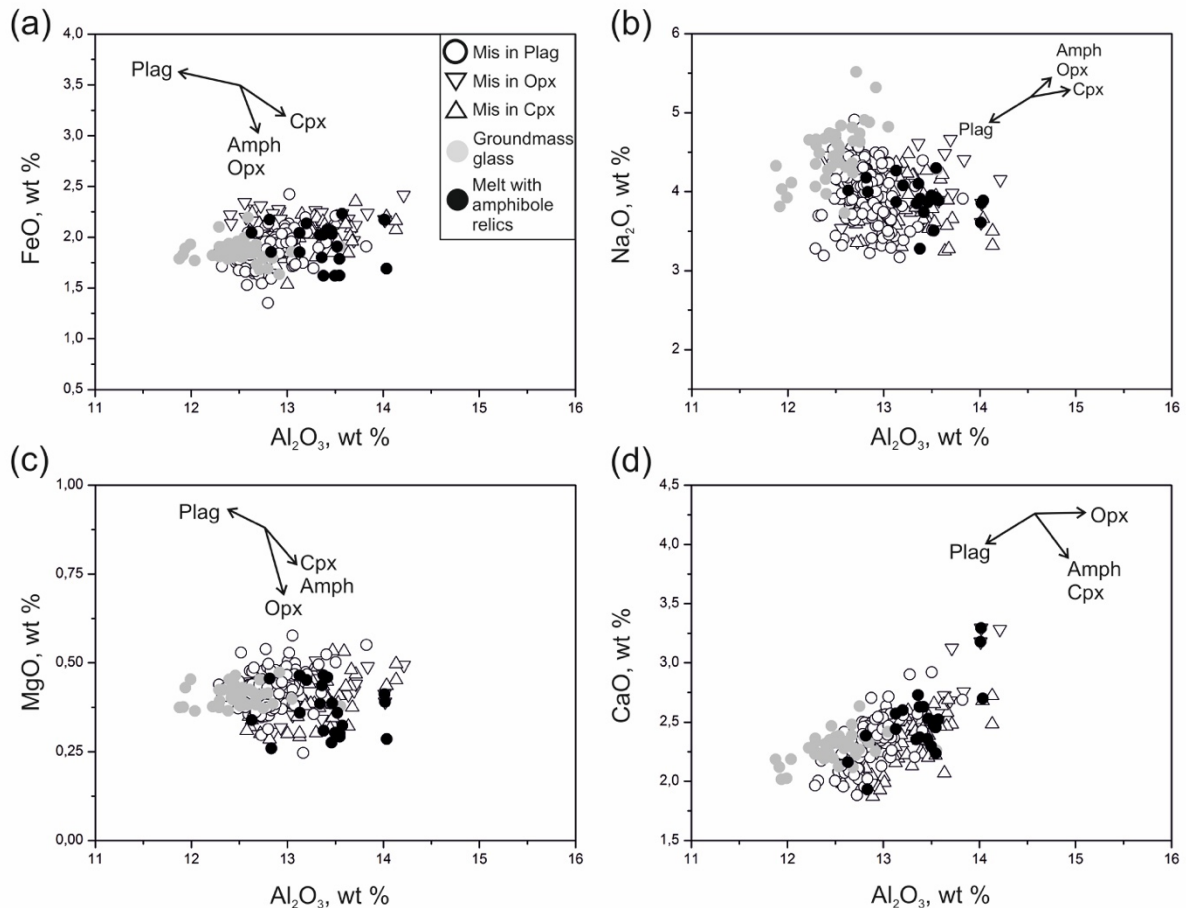 (a)
4,0
3,5
3,0
2,5
2,0
1,5
1,0
0,5
FeO, wt %
Plag
Cpx
Amph
Opx
Mis in Plag
Mis in Opx
Mis in Cpx
Groundmass
glass
Melt with
amphibole
relics
11 12 13 14 15 16
Al₂O₃, wt %
(b)
6
5
4
3
2
Na₂O, wt %
Amph
Opx
Cpx
Plag
11 12 13 14 15 16
Al₂O₃, wt %
(c)
1,00
0,75
0,50
0,25
0,00
MgO, wt %
Plag
Cpx
Amph
Opx
11 12 13 14 15 16
Al₂O₃, wt %
(d)
4,5
4,0
3,5
3,0
2,5
2,0
1,5
CaO, wt %
Opx
Plag
Amph
Cpx
11 12 13 14 15 16
Al₂O₃, wt %